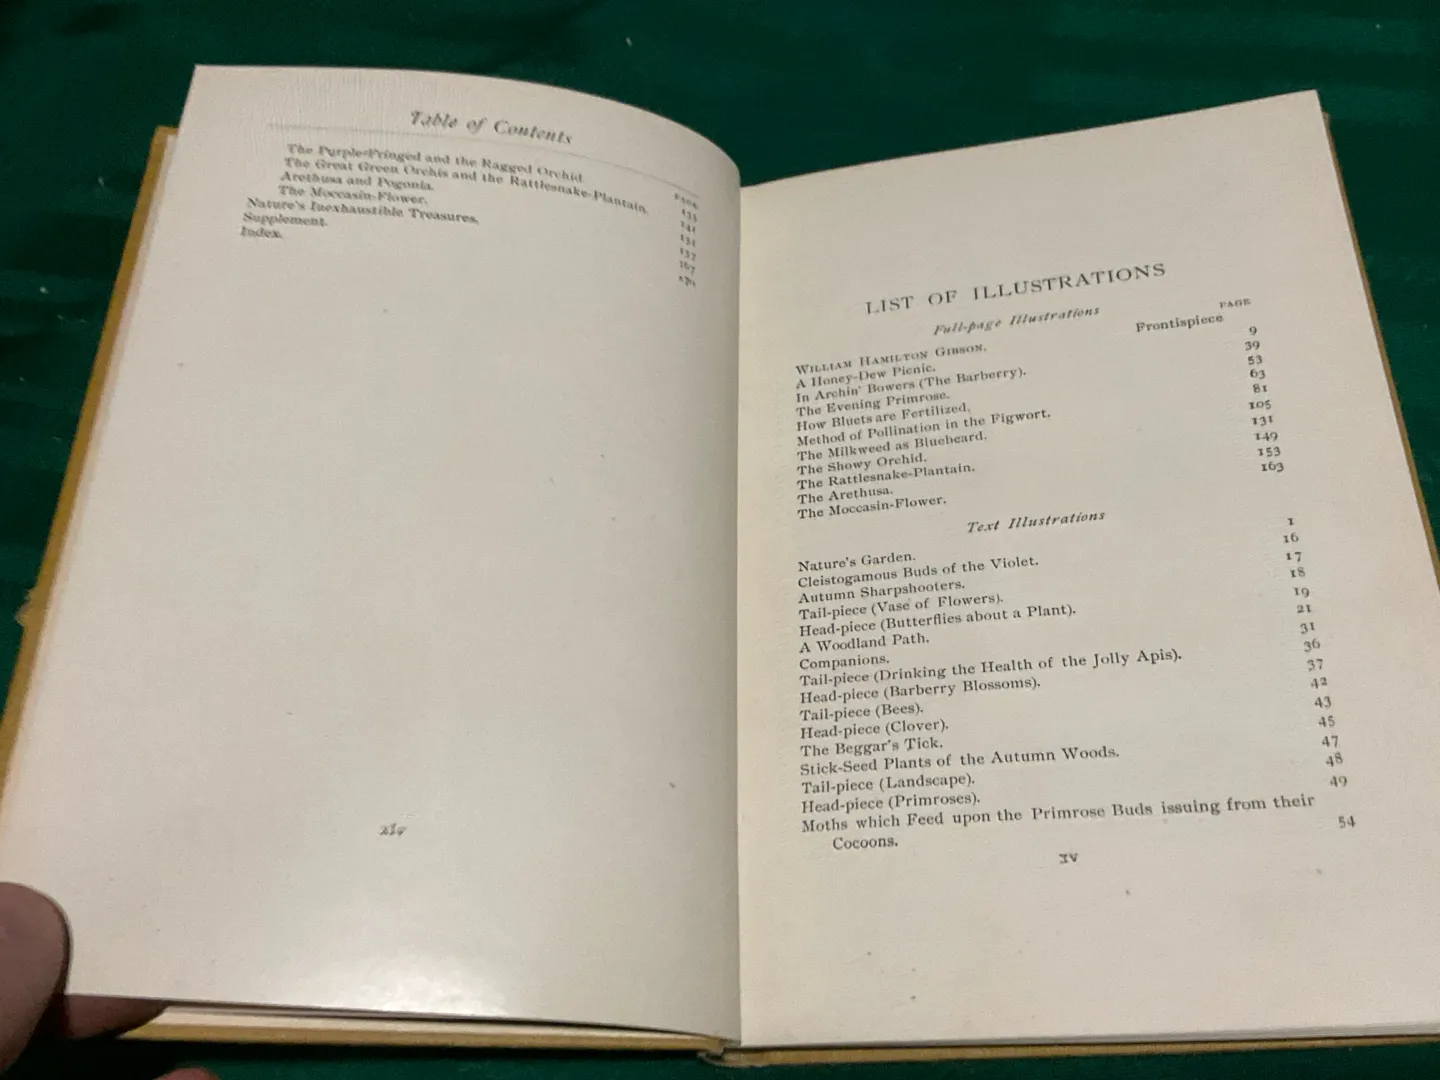 Table of Contents
PAGE
The Purple-Fringed and the Ragged Orchid. 135
The Great Green Orchis and the Rattlesnake-Plantain. 141
Arethusa and Pogonia. 151
The Moccasin-Flower. 157
Nature's Inexhaustible Treasures. 167
Supplement. 170
Index.
xiv
LIST OF ILLUSTRATIONS
Full-page Illustrations
PAGE
WILLIAM HAMILTON GIBSON. Frontispiece
A Honey-Dew Picnic. 9
In Archin' Bowers (The Barberry). 39
The Evening Primrose. 53
How Bluets are Fertilized. 63
Method of Pollination in the Figwort. 81
The Milkweed as Bluebeard. 105
The Showy Orchid. 131
The Rattlesnake-Plantain. 149
The Arethusa. 153
The Moccasin-Flower. 163
Text Illustrations
Nature's Garden. 1
Cleistogamous Buds of the Violet. 16
Autumn Sharpshooters. 17
Tail-piece (Vase of Flowers). 18
Head-piece (Butterflies about a Plant). 19
A Woodland Path. 21
Companions. 31
Tail-piece (Drinking the Health of the Jolly Apis). 36
Head-piece (Barberry Blossoms). 37
Tail-piece (Bees). 42
Head-piece (Clover). 43
The Beggar's Tick. 45
Stick-Seed Plants of the Autumn Woods. 47
Tail-piece (Landscape). 48
Head-piece (Primroses). 49
Moths which Feed upon the Primrose Buds issuing from their
Cocoons. 54
xv